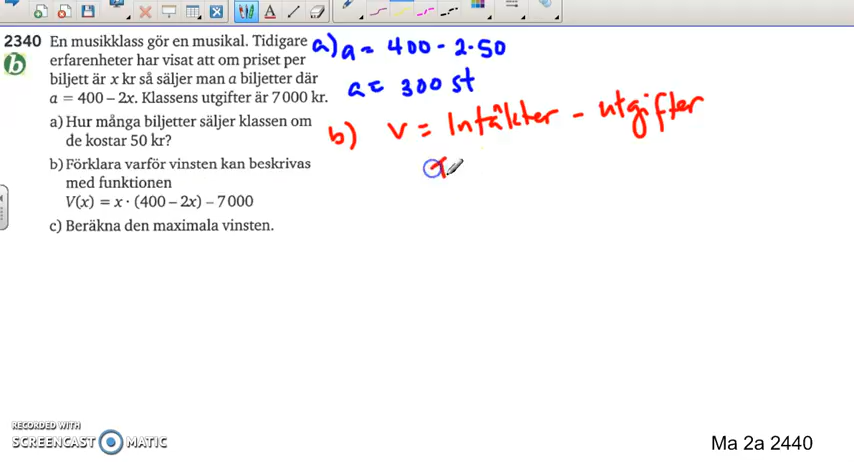 2340 En musikklass gör en musikal. Tidigare
erfarenheter har visat att om priset per
biljett är x kr så säljer man a biljetter där
a = 400 – 2x. Klassens utgifter är 7 000 kr.
a) Hur många biljetter säljer klassen om
de kostar 50 kr?
b) Förklara varför vinsten kan beskrivas
med funktionen
V(x) = x · (400 – 2x) – 7 000
c) Beräkna den maximala vinsten.
b
a) a = 400 - 2·50
a = 300 st
b) V = Intäkter - utgifter
RECORDED WITH
SCREENCAST MATIC
Ma 2a 2440